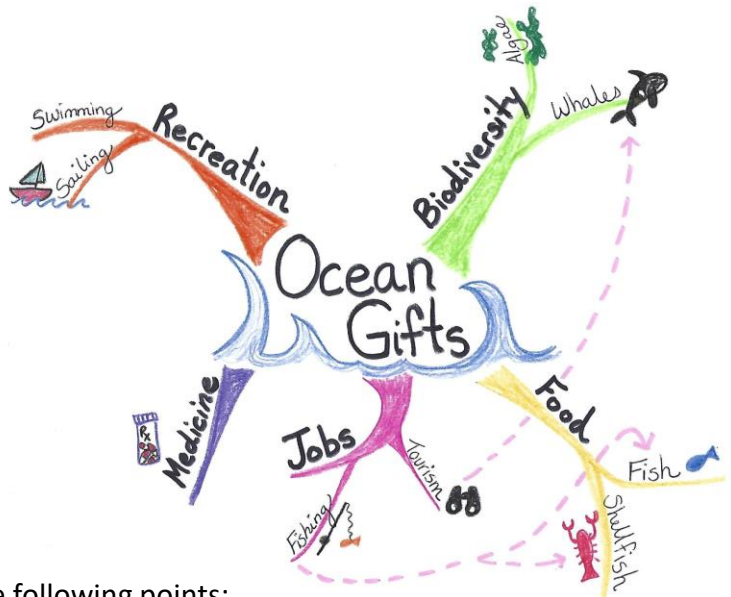 Ocean
Gifts
Recreation
Swimming
Sailing
Biodiversity
Algae
Whales
Food
Fish
Shellfish
Jobs
Tourism
Fishing
Medicine
Rx
e following points: